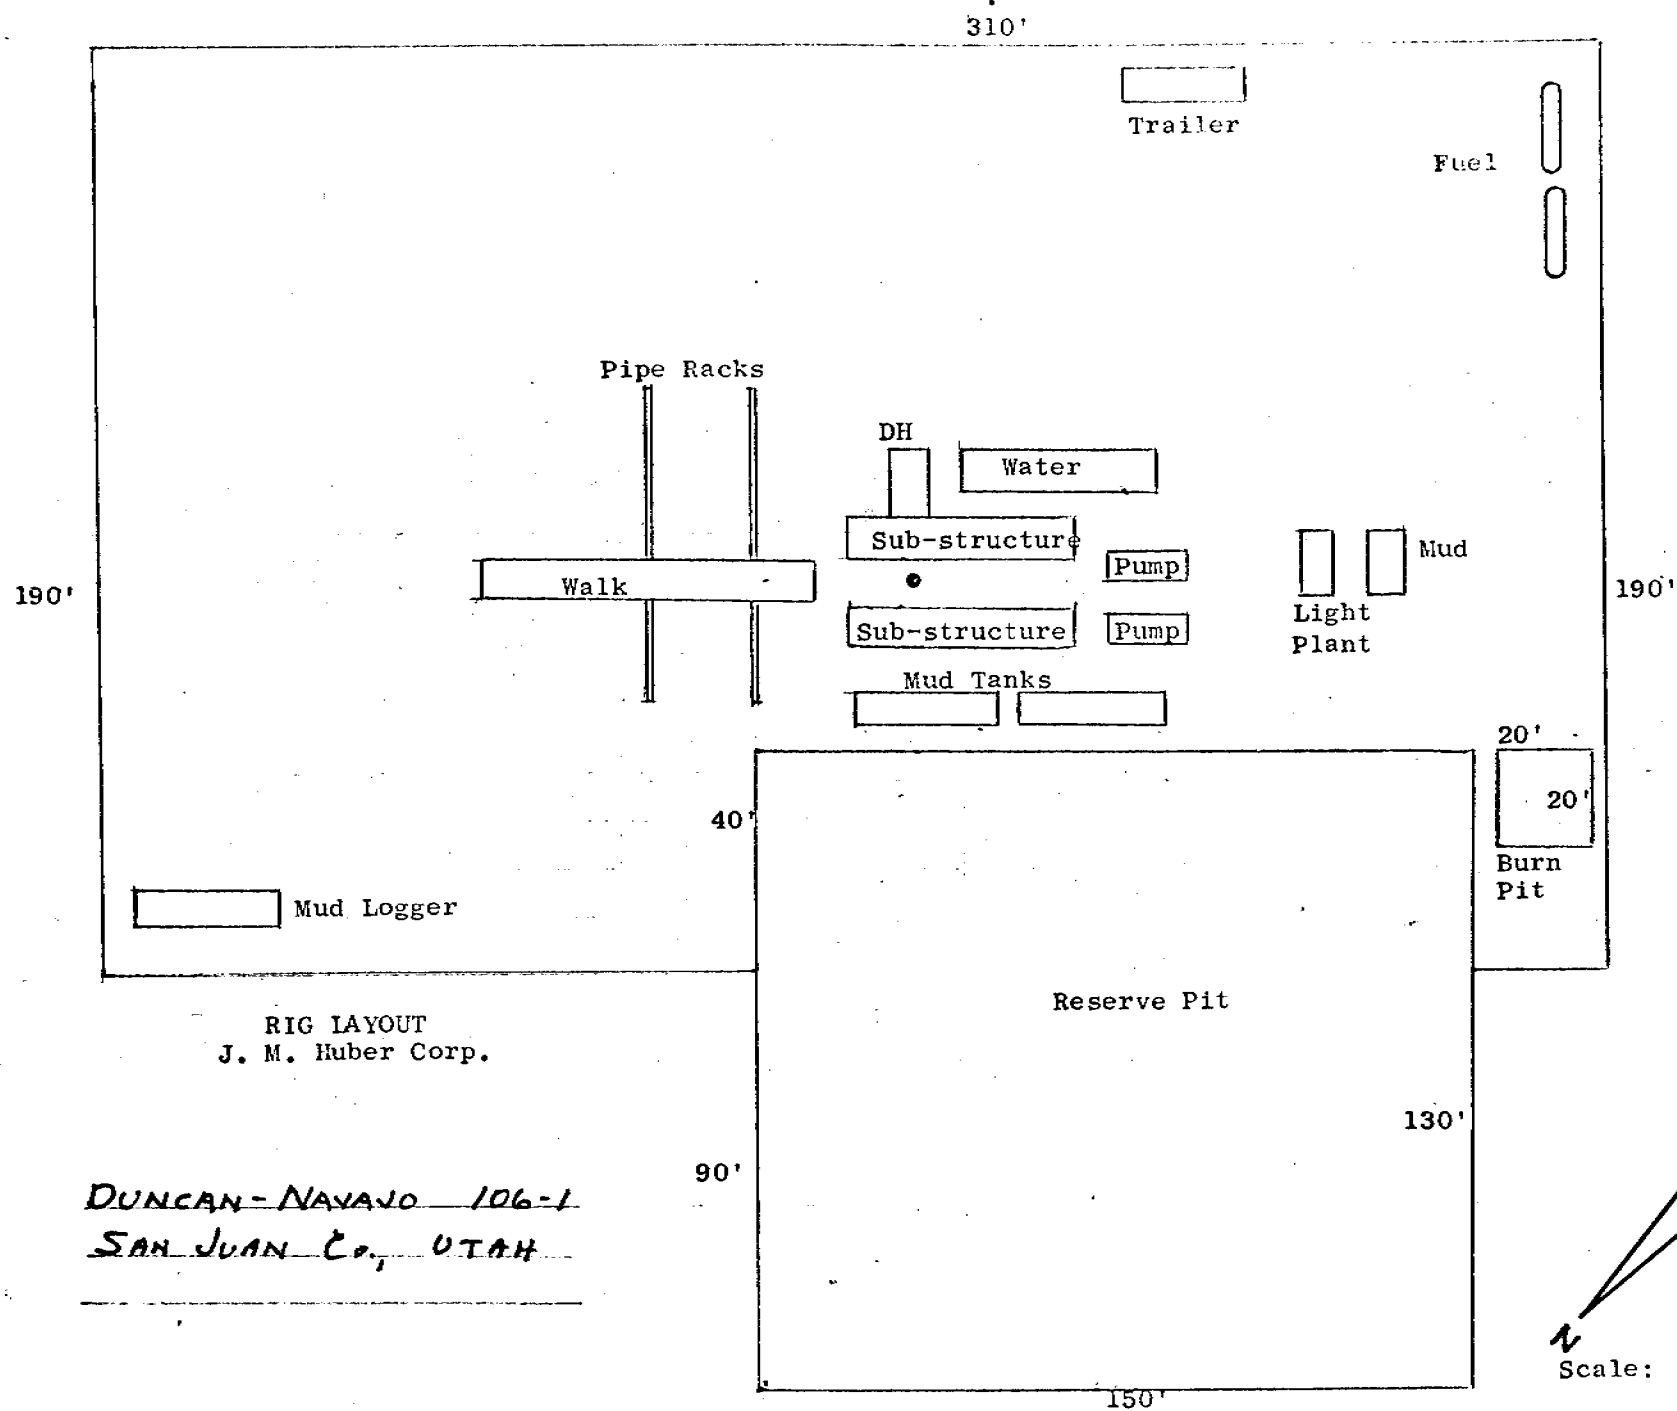 310'
Trailer
Fuel
Pipe Racks
DH
Water
Sub-structure
Pump
Mud
Walk
190'
190'
Light
Plant
Sub-structure
Pump
Mud Tanks
20'
20'
40'
Burn
Pit
Mud Logger
Reserve Pit
RIG LAYOUT
J. M. Huber Corp.
130'
90'
DUNCAN-NAVAJO 106-1
SAN JUAN CO., UTAH
N
Scale:
150'